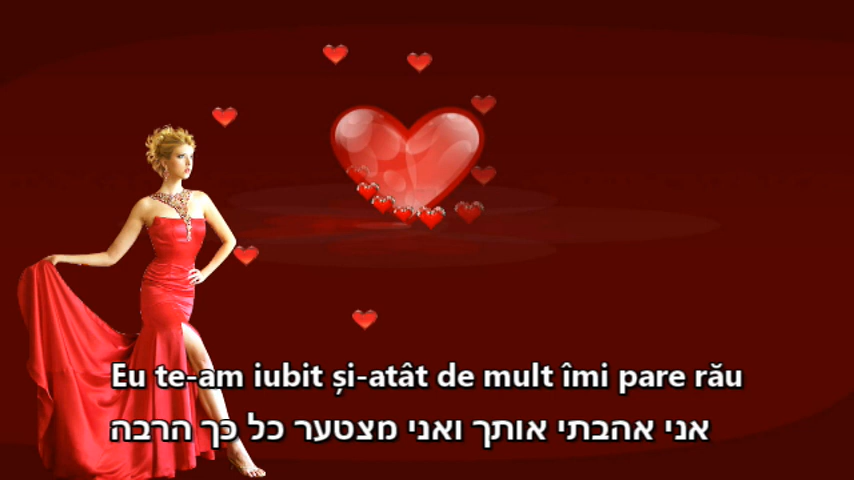 Eu te-am iubit și-atât de mult îmi pare rău
אני אהבתי אותך ואני מצטער כל כך הרבה